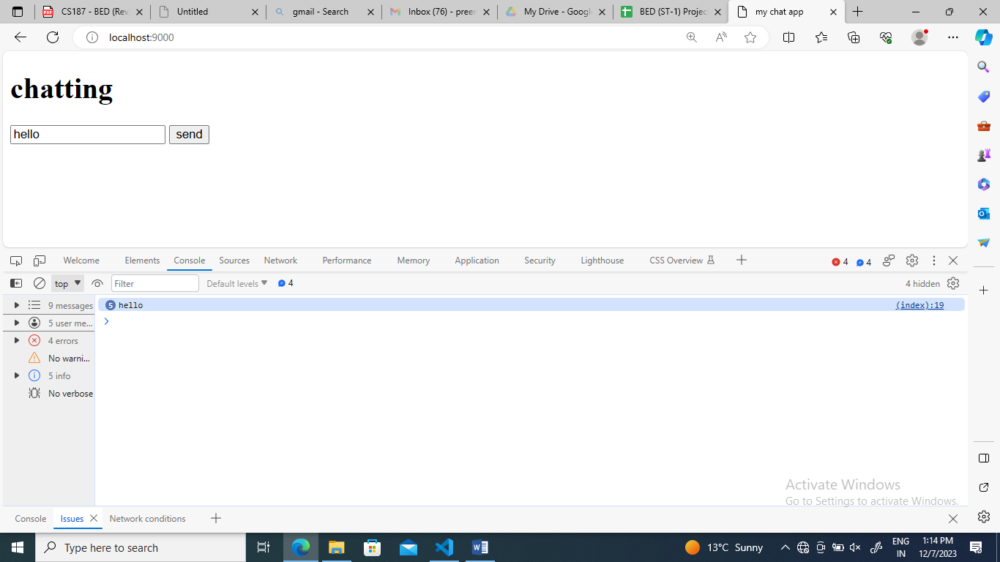 CS187 - BED (Rev
Untitled
gmail - Search
Inbox (76) - preer
My Drive - Google
BED (ST-1) Project
my chat app
localhost:9000
chatting
hello
send
Welcome
Elements
Console
Sources
Network
Performance
Memory
Application
Security
Lighthouse
CSS Overview
4
4
top
Filter
Default levels
4
4 hidden
9 messages
5 hello
(index):19
5 user me...
4 errors
No warni...
5 info
No verbose
Activate Windows
Go to Settings to activate Windows.
Console
Issues
Network conditions
Type here to search
13°C Sunny
ENG
IN
1:14 PM
12/7/2023